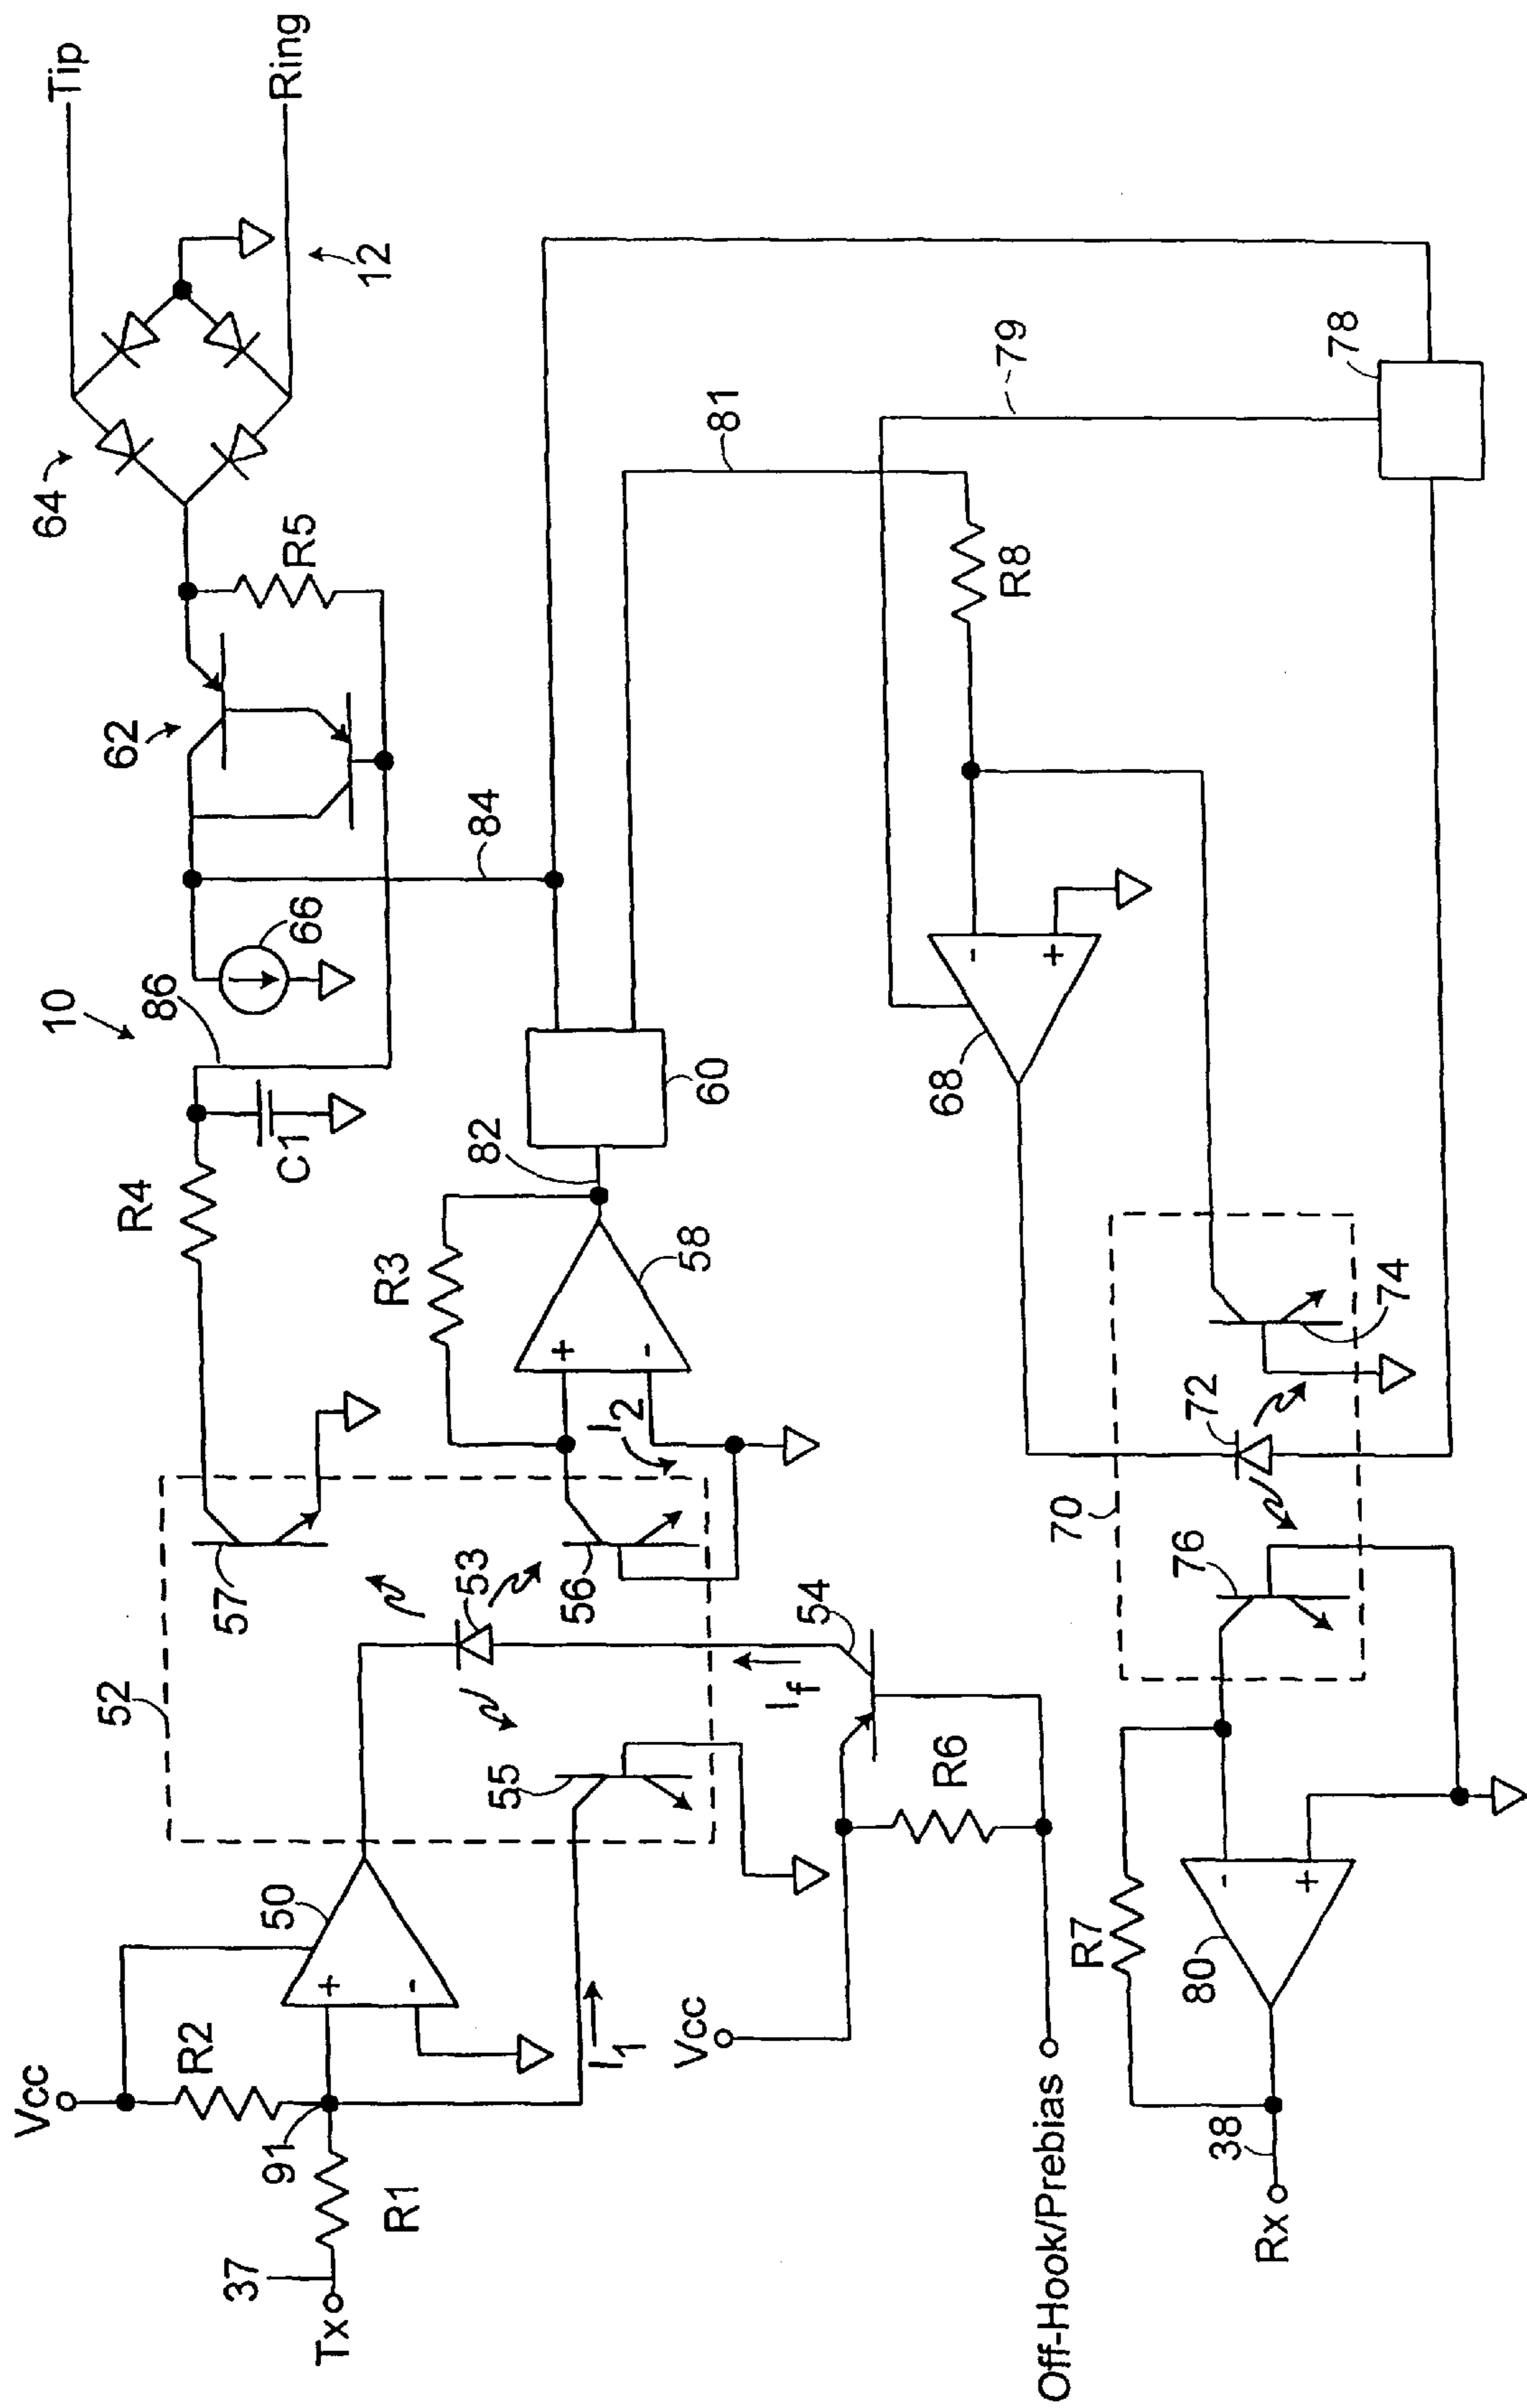 Tip
Ring
12
64
R5
62
84
66
86
10
R4
C1
57
52
R3
82
60
58
+
-
I2
56
53
50
+
-
55
I1
Vcc
R2
91
R1
37
Tx
81
79
78
R8
68
-
+
74
72
70
76
54
If
R6
Vcc
Off-Hook/Prebias
R7
80
-
+
38
Rx